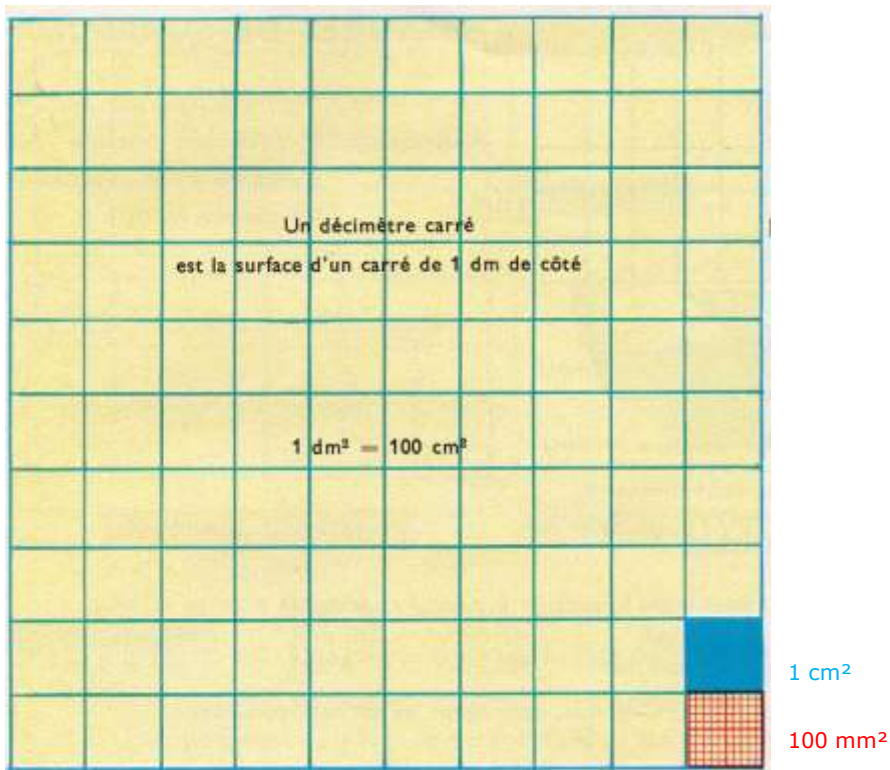 Un décimètre carré
est la surface d'un carré de 1 dm de côté
1 dm² = 100 cm²
1 cm²
100 mm²